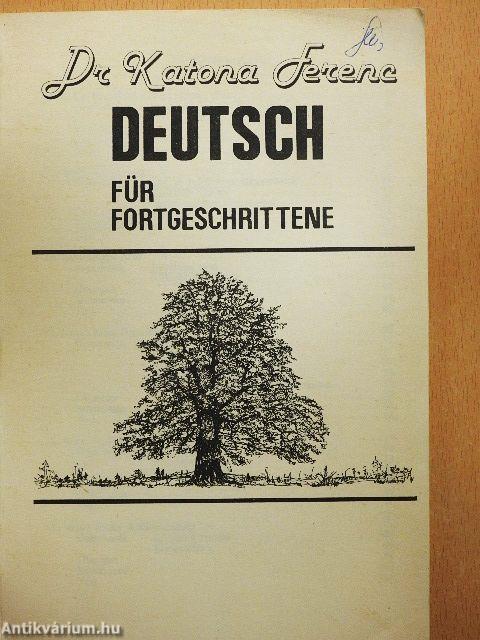 Dr Katona Ferenc
DEUTSCH
FÜR
FORTGESCHRITTENE
Antikvárium.hu